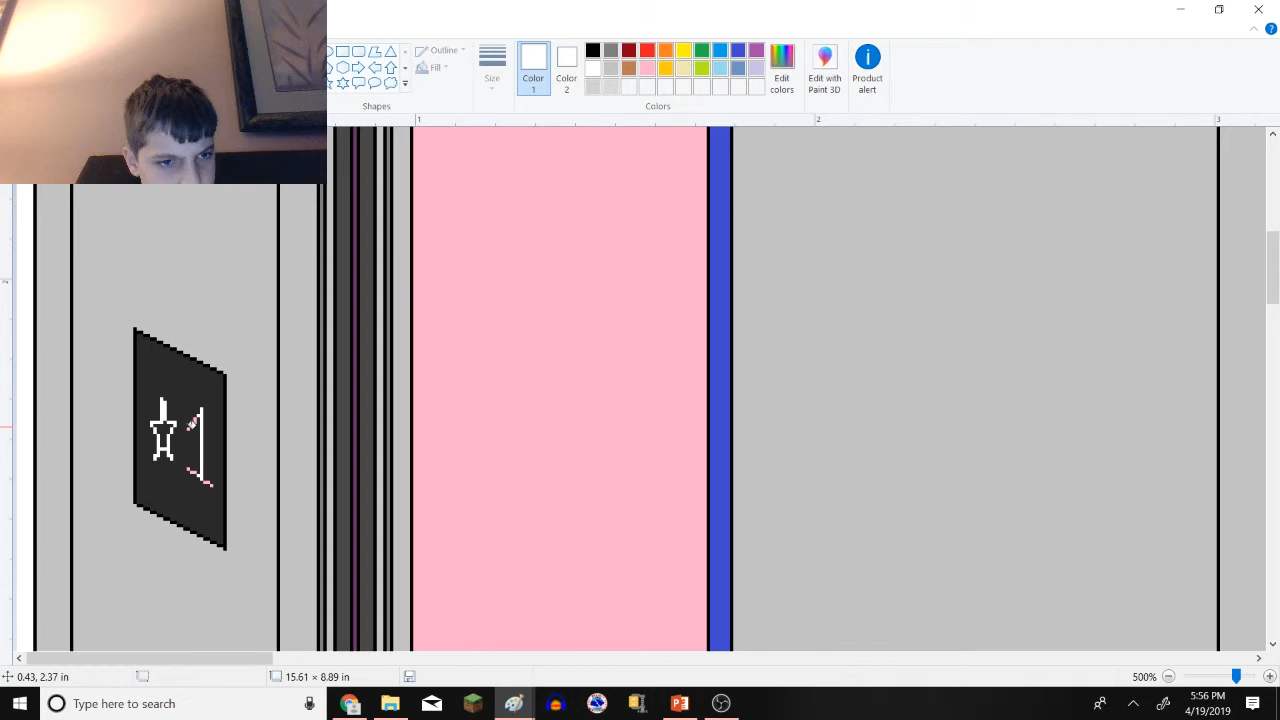 Outline
Fill
Size
Color
1
Color
2
Edit
colors
Edit with
Paint 3D
Product
alert
Shapes
Colors
1
2
3
2
0.43, 2.37 in
15.61 × 8.89 in
500%
Type here to search
5:56 PM
4/19/2019